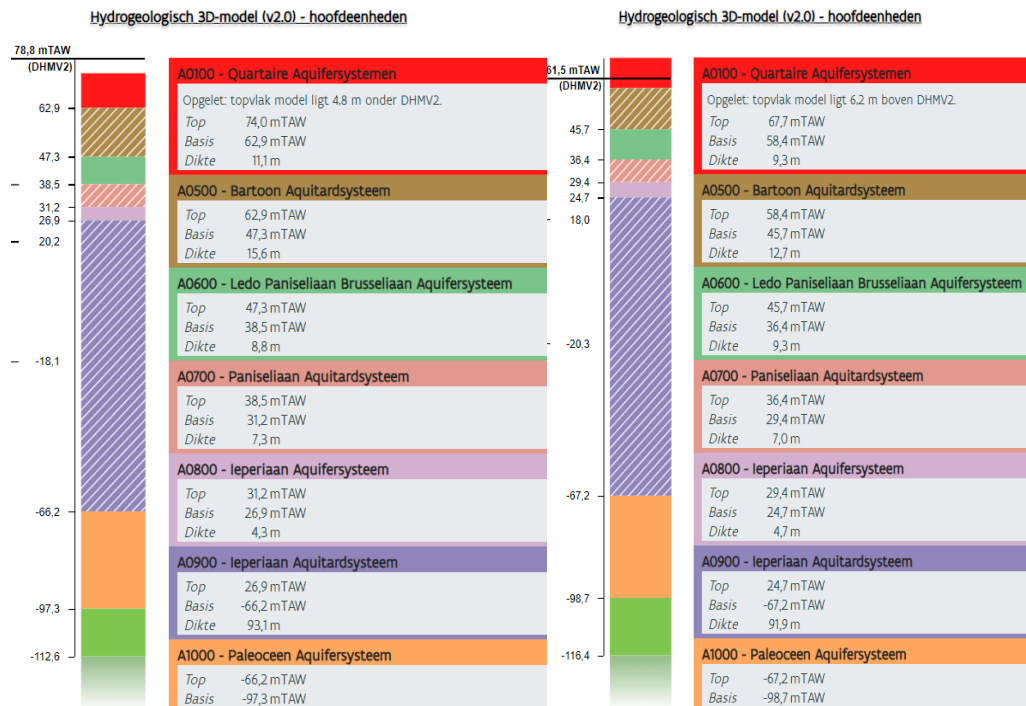 Hydrogeologisch 3D-model (v2.0) - hoofdeenheden
78,8 mTAW
(DHMV2)
62,9
47,3
38,5
31,2
26,9
20,2
-18,1
-66,2
-97,3
-112,6
A0100 - Quartaire Aquifersystemen
Opgelet: topvlak model ligt 4,8 m onder DHMV2.
Top 74,0 mTAW
Basis 62,9 mTAW
Dikte 11,1 m
A0500 - Bartoon Aquitardsysteem
Top 62,9 mTAW
Basis 47,3 mTAW
Dikte 15,6 m
A0600 - Ledo Paniseliaan Brusseliaan Aquifersysteem
Top 47,3 mTAW
Basis 38,5 mTAW
Dikte 8,8 m
A0700 - Paniseliaan Aquitardsysteem
Top 38,5 mTAW
Basis 31,2 mTAW
Dikte 7,3 m
A0800 - Ieperiaan Aquifersysteem
Top 31,2 mTAW
Basis 26,9 mTAW
Dikte 4,3 m
A0900 - Ieperiaan Aquitardsysteem
Top 26,9 mTAW
Basis -66,2 mTAW
Dikte 93,1 m
A1000 - Paleoceen Aquifersysteem
Top -66,2 mTAW
Basis -97,3 mTAW
Hydrogeologisch 3D-model (v2.0) - hoofdeenheden
61,5 mTAW
(DHMV2)
45,7
36,4
29,4
24,7
18,0
-20,3
-67,2
-98,7
-116,4
A0100 - Quartaire Aquifersystemen
Opgelet: topvlak model ligt 6,2 m boven DHMV2.
Top 67,7 mTAW
Basis 58,4 mTAW
Dikte 9,3 m
A0500 - Bartoon Aquitardsysteem
Top 58,4 mTAW
Basis 45,7 mTAW
Dikte 12,7 m
A0600 - Ledo Paniseliaan Brusseliaan Aquifersysteem
Top 45,7 mTAW
Basis 36,4 mTAW
Dikte 9,3 m
A0700 - Paniseliaan Aquitardsysteem
Top 36,4 mTAW
Basis 29,4 mTAW
Dikte 7,0 m
A0800 - Ieperiaan Aquifersysteem
Top 29,4 mTAW
Basis 24,7 mTAW
Dikte 4,7 m
A0900 - Ieperiaan Aquitardsysteem
Top 24,7 mTAW
Basis -67,2 mTAW
Dikte 91,9 m
A1000 - Paleoceen Aquifersysteem
Top -67,2 mTAW
Basis -98,7 mTAW